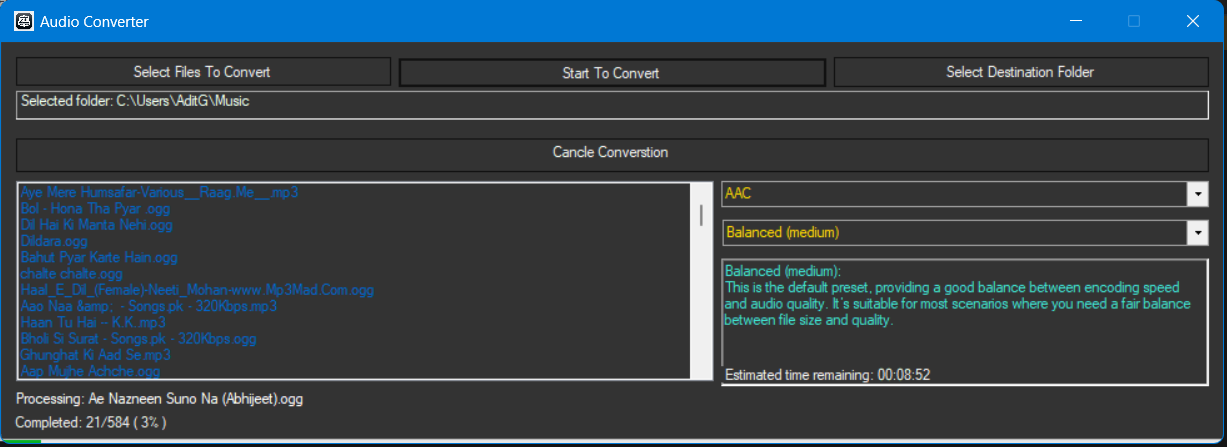 Audio Converter
Select Files To Convert
Start To Convert
Select Destination Folder
Selected folder: C:\Users\AditG\Music
Cancle Converstion
Aye Mere Humsafar-Various__Raag.Me__.mp3
Bol - Hona Tha Pyar .ogg
Dil Hai Ki Manta Nehi.ogg
Dildara.ogg
Bahut Pyar Karte Hain.ogg
chalte chalte.ogg
Haal_E_Dil_(Female)-Neeti_Mohan-www.Mp3Mad.Com.ogg
Aao Naa &amp; - Songs.pk - 320Kbps.mp3
Haan Tu Hai – K.K..mp3
Bholi Si Surat - Songs.pk - 320Kbps.ogg
Ghunghat Ki Aad Se.mp3
Aap Mujhe Achche.ogg
AAC
Balanced (medium)
Balanced (medium):
This is the default preset, providing a good balance between encoding speed
and audio quality. It's suitable for most scenarios where you need a fair balance
between file size and quality.
Estimated time remaining: 00:08:52
Processing: Ae Nazneen Suno Na (Abhijeet).ogg
Completed: 21/584 ( 3% )